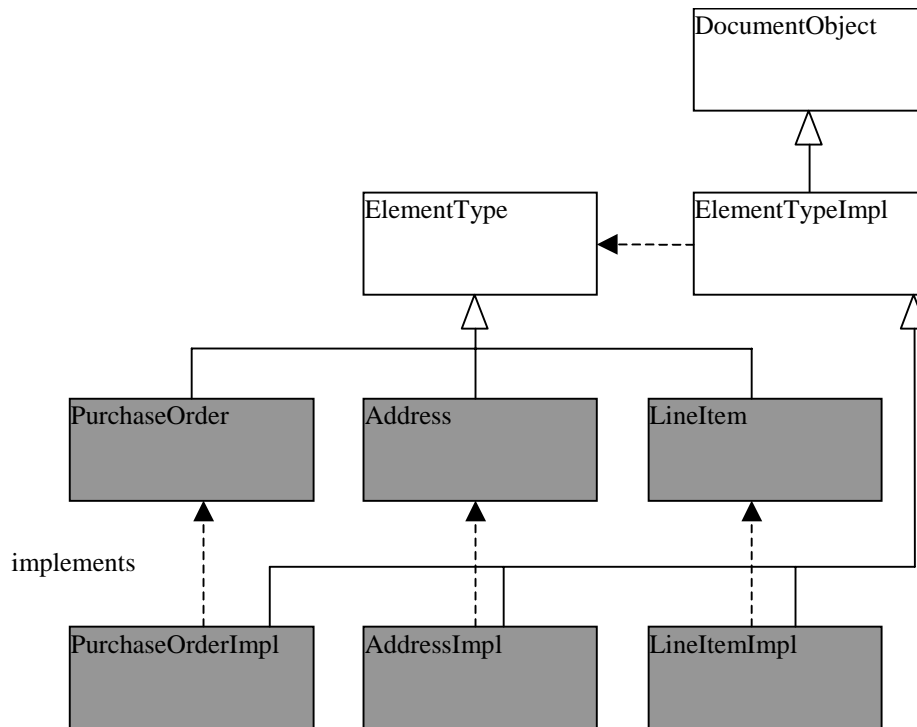 DocumentObject
ElementType
ElementTypeImpl
PurchaseOrder
Address
LineItem
implements
PurchaseOrderImpl
AddressImpl
LineItemImpl